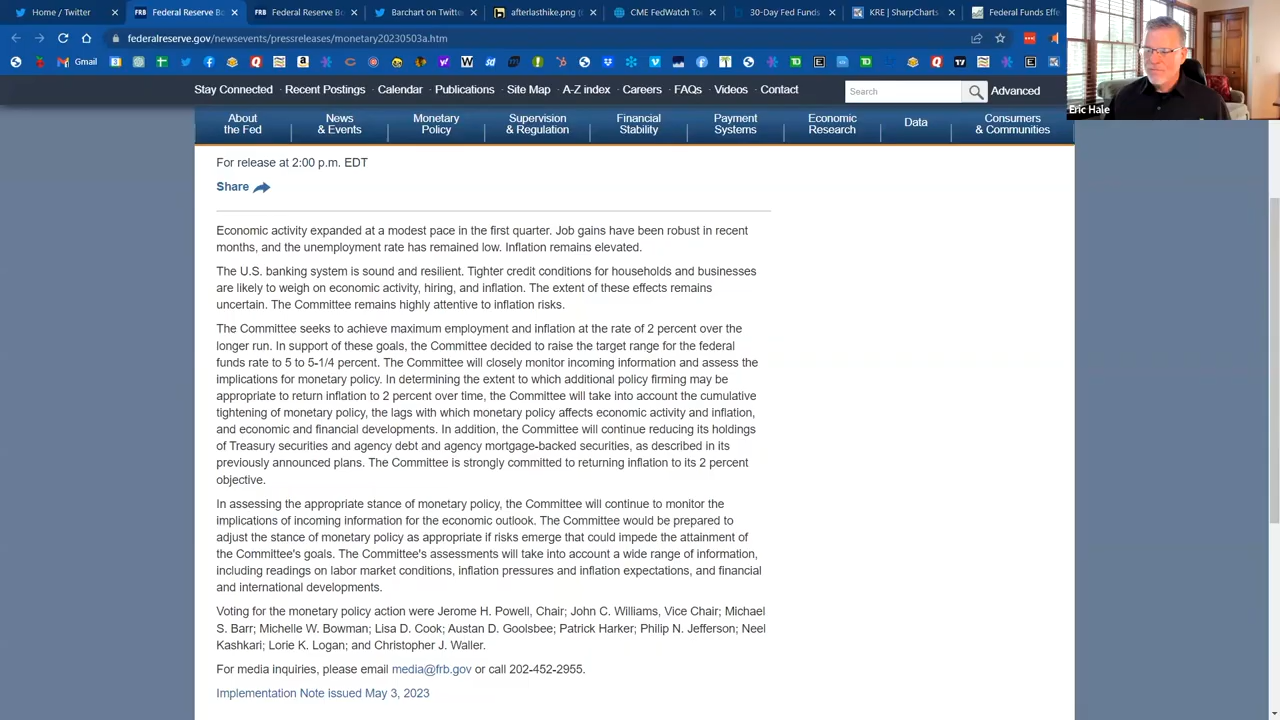 Home / Twitter
Federal Reserve Bo
Federal Reserve Bo
Barchart on Twitte
afterlasthike.png (
CME FedWatch To
30-Day Fed Funds
KRE | SharpCharts
Federal Funds Effe
federalreserve.gov/newsevents/pressreleases/monetary20230503a.htm
Gmail
Eric Hale
Stay Connected · Recent Postings · Calendar · Publications · Site Map · A-Z index · Careers · FAQs · Videos · Contact
Search
Advanced
About
the Fed
News
& Events
Monetary
Policy
Supervision
& Regulation
Financial
Stability
Payment
Systems
Economic
Research
Data
Consumers
& Communities
For release at 2:00 p.m. EDT
Share
Economic activity expanded at a modest pace in the first quarter. Job gains have been robust in recent
months, and the unemployment rate has remained low. Inflation remains elevated.
The U.S. banking system is sound and resilient. Tighter credit conditions for households and businesses
are likely to weigh on economic activity, hiring, and inflation. The extent of these effects remains
uncertain. The Committee remains highly attentive to inflation risks.
The Committee seeks to achieve maximum employment and inflation at the rate of 2 percent over the
longer run. In support of these goals, the Committee decided to raise the target range for the federal
funds rate to 5 to 5-1/4 percent. The Committee will closely monitor incoming information and assess the
implications for monetary policy. In determining the extent to which additional policy firming may be
appropriate to return inflation to 2 percent over time, the Committee will take into account the cumulative
tightening of monetary policy, the lags with which monetary policy affects economic activity and inflation,
and economic and financial developments. In addition, the Committee will continue reducing its holdings
of Treasury securities and agency debt and agency mortgage-backed securities, as described in its
previously announced plans. The Committee is strongly committed to returning inflation to its 2 percent
objective.
In assessing the appropriate stance of monetary policy, the Committee will continue to monitor the
implications of incoming information for the economic outlook. The Committee would be prepared to
adjust the stance of monetary policy as appropriate if risks emerge that could impede the attainment of
the Committee's goals. The Committee's assessments will take into account a wide range of information,
including readings on labor market conditions, inflation pressures and inflation expectations, and financial
and international developments.
Voting for the monetary policy action were Jerome H. Powell, Chair; John C. Williams, Vice Chair; Michael
S. Barr; Michelle W. Bowman; Lisa D. Cook; Austan D. Goolsbee; Patrick Harker; Philip N. Jefferson; Neel
Kashkari; Lorie K. Logan; and Christopher J. Waller.
For media inquiries, please email media@frb.gov or call 202-452-2955.
Implementation Note issued May 3, 2023